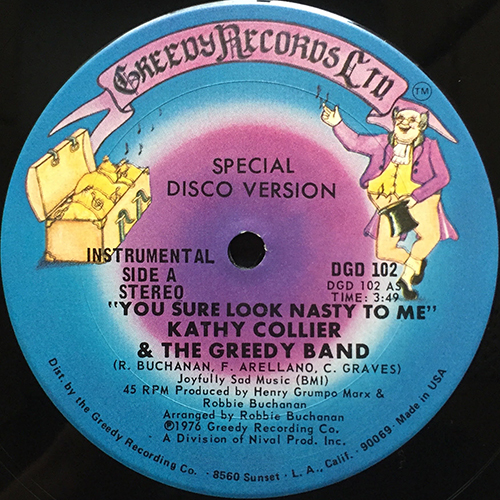 GREEDY RECORDS LTD
TM
SPECIAL
DISCO VERSION
INSTRUMENTAL
SIDE A
STEREO
DGD 102
DGD 102 AS
TIME: 3:49
"YOU SURE LOOK NASTY TO ME"
KATHY COLLIER
& THE GREEDY BAND
(R. BUCHANAN, F. ARELLANO, C. GRAVES)
Joyfully Sad Music (BMI)
45 RPM Produced by Henry Grumpo Marx &
Robbie Buchanan
Arranged by Robbie Buchanan
©1976 Greedy Recording Co.
A Division of Nival Prod. Inc.
Dist. by the Greedy Recording Co. - 8560 Sunset - L. A., Calif. - 90069 - Made in USA